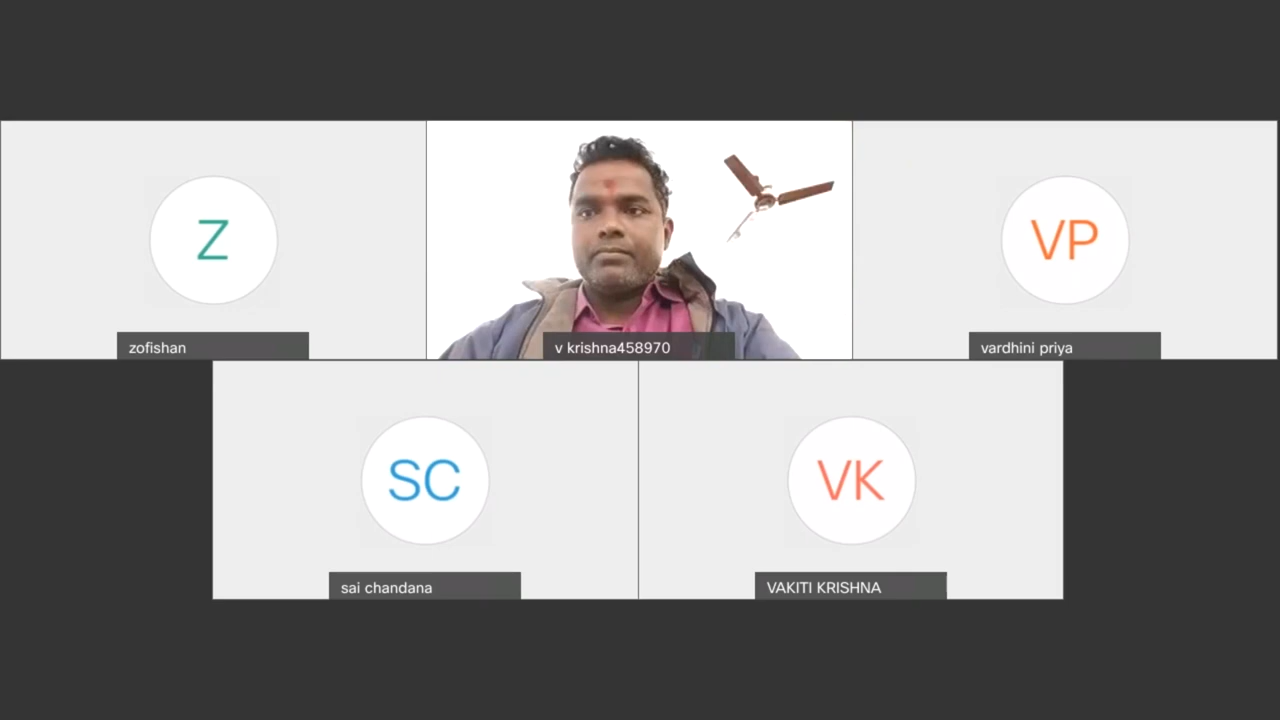 Z
zofishan
v krishna458970
VP
vardhini priya
SC
sai chandana
VK
VAKITI KRISHNA